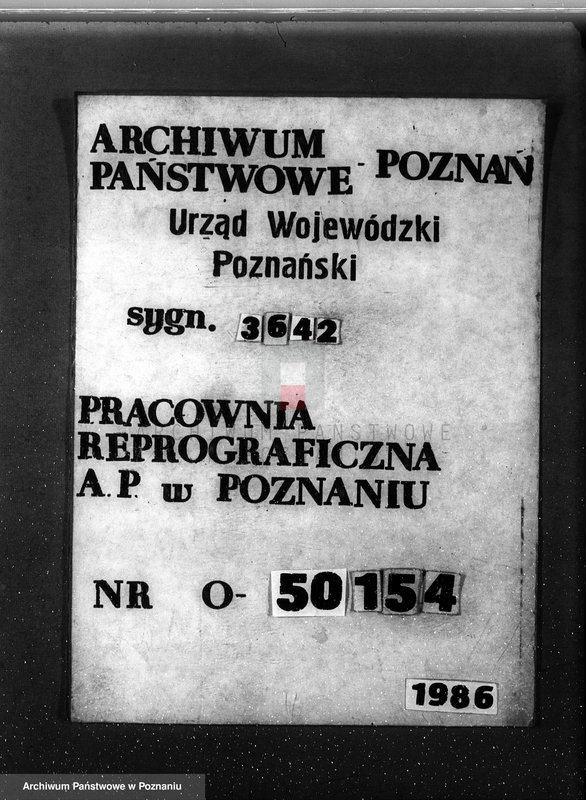 ARCHIWUM
PAŃSTWOWE - POZNAŃ
Urząd Wojewódzki
Poznański
sygn. 3642
PRACOWNIA
REPROGRAFICZNA
A.P. w POZNANIU
NR O- 50154
1986
Archiwum Państwowe w Poznaniu